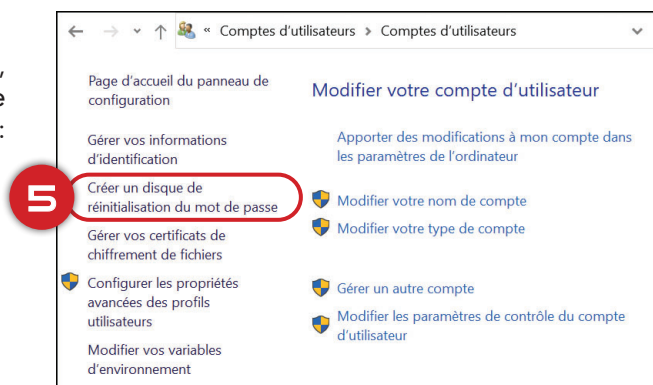 ,
e
:
« Comptes d'utilisateurs > Comptes d'utilisateurs
Page d'accueil du panneau de
configuration
Gérer vos informations
d'identification
5
Créer un disque de
réinitialisation du mot de passe
Gérer vos certificats de
chiffrement de fichiers
Configurer les propriétés
avancées des profils
utilisateurs
Modifier vos variables
d'environnement
Modifier votre compte d'utilisateur
Apporter des modifications à mon compte dans
les paramètres de l'ordinateur
Modifier votre nom de compte
Modifier votre type de compte
Gérer un autre compte
Modifier les paramètres de contrôle du compte
d'utilisateur